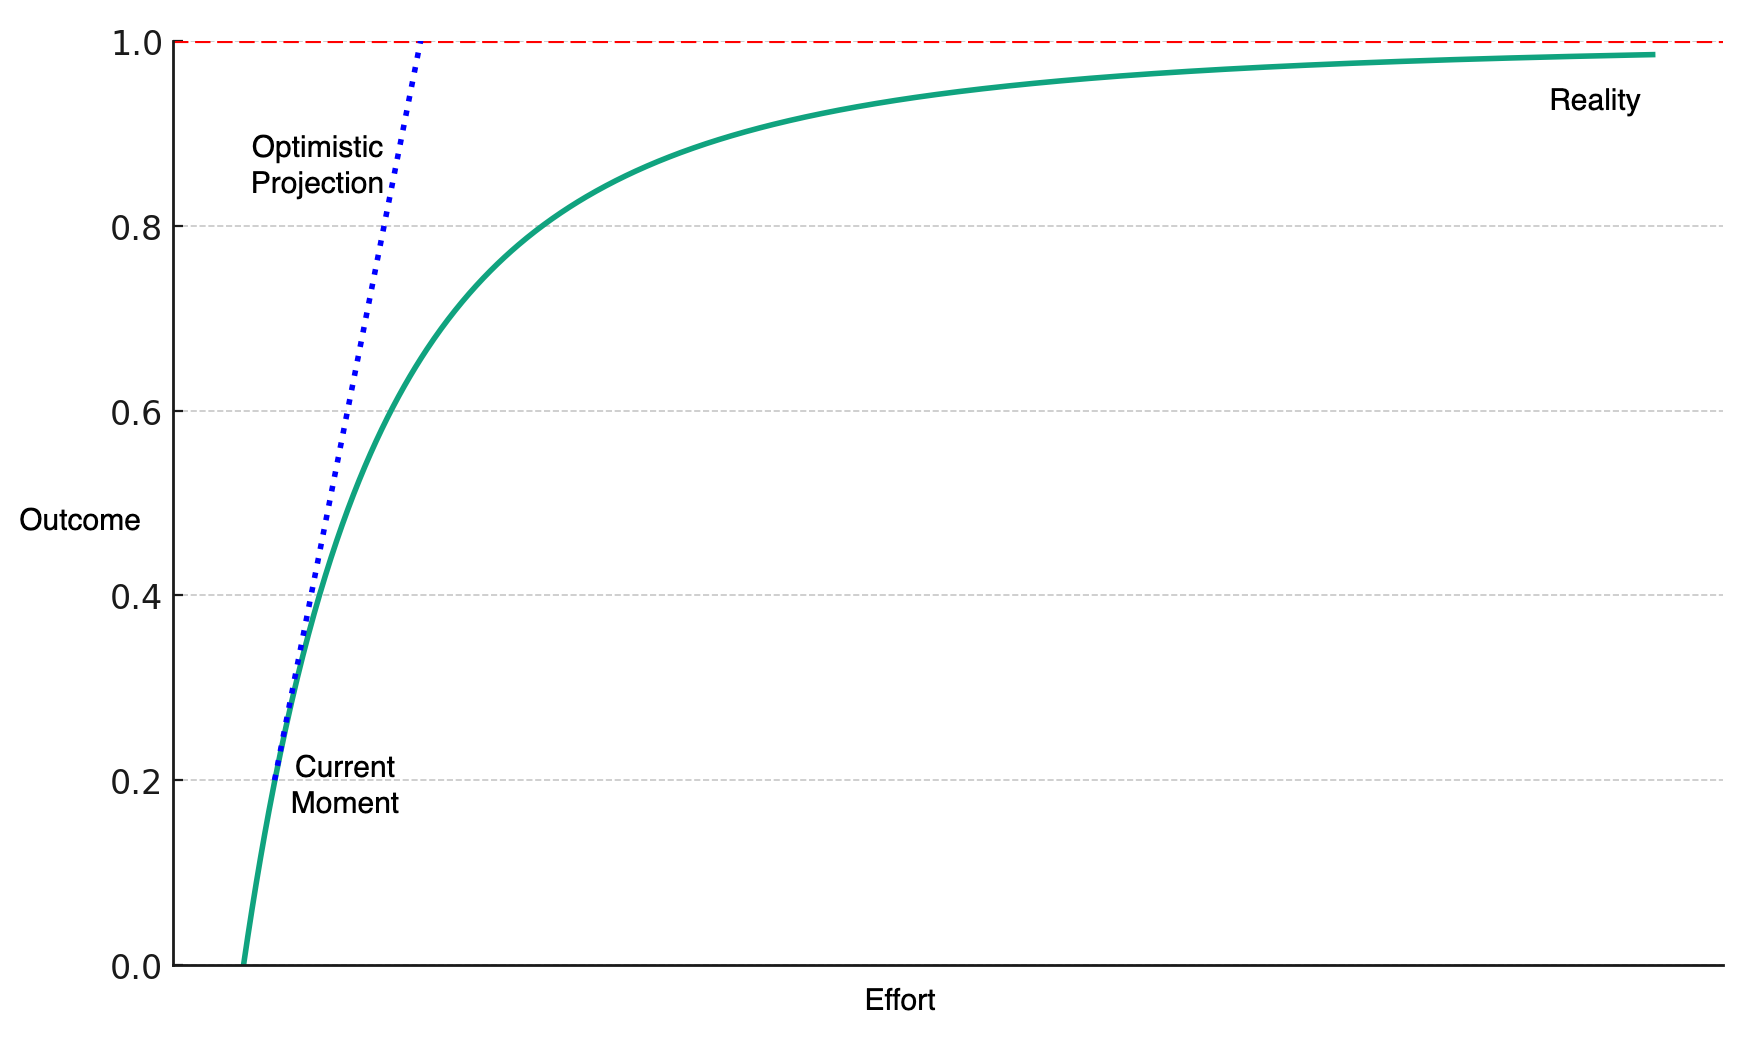 1.0
Optimistic
Projection
Reality
0.8
0.6
Outcome
0.4
Current
Moment
0.2
0.0
Effort